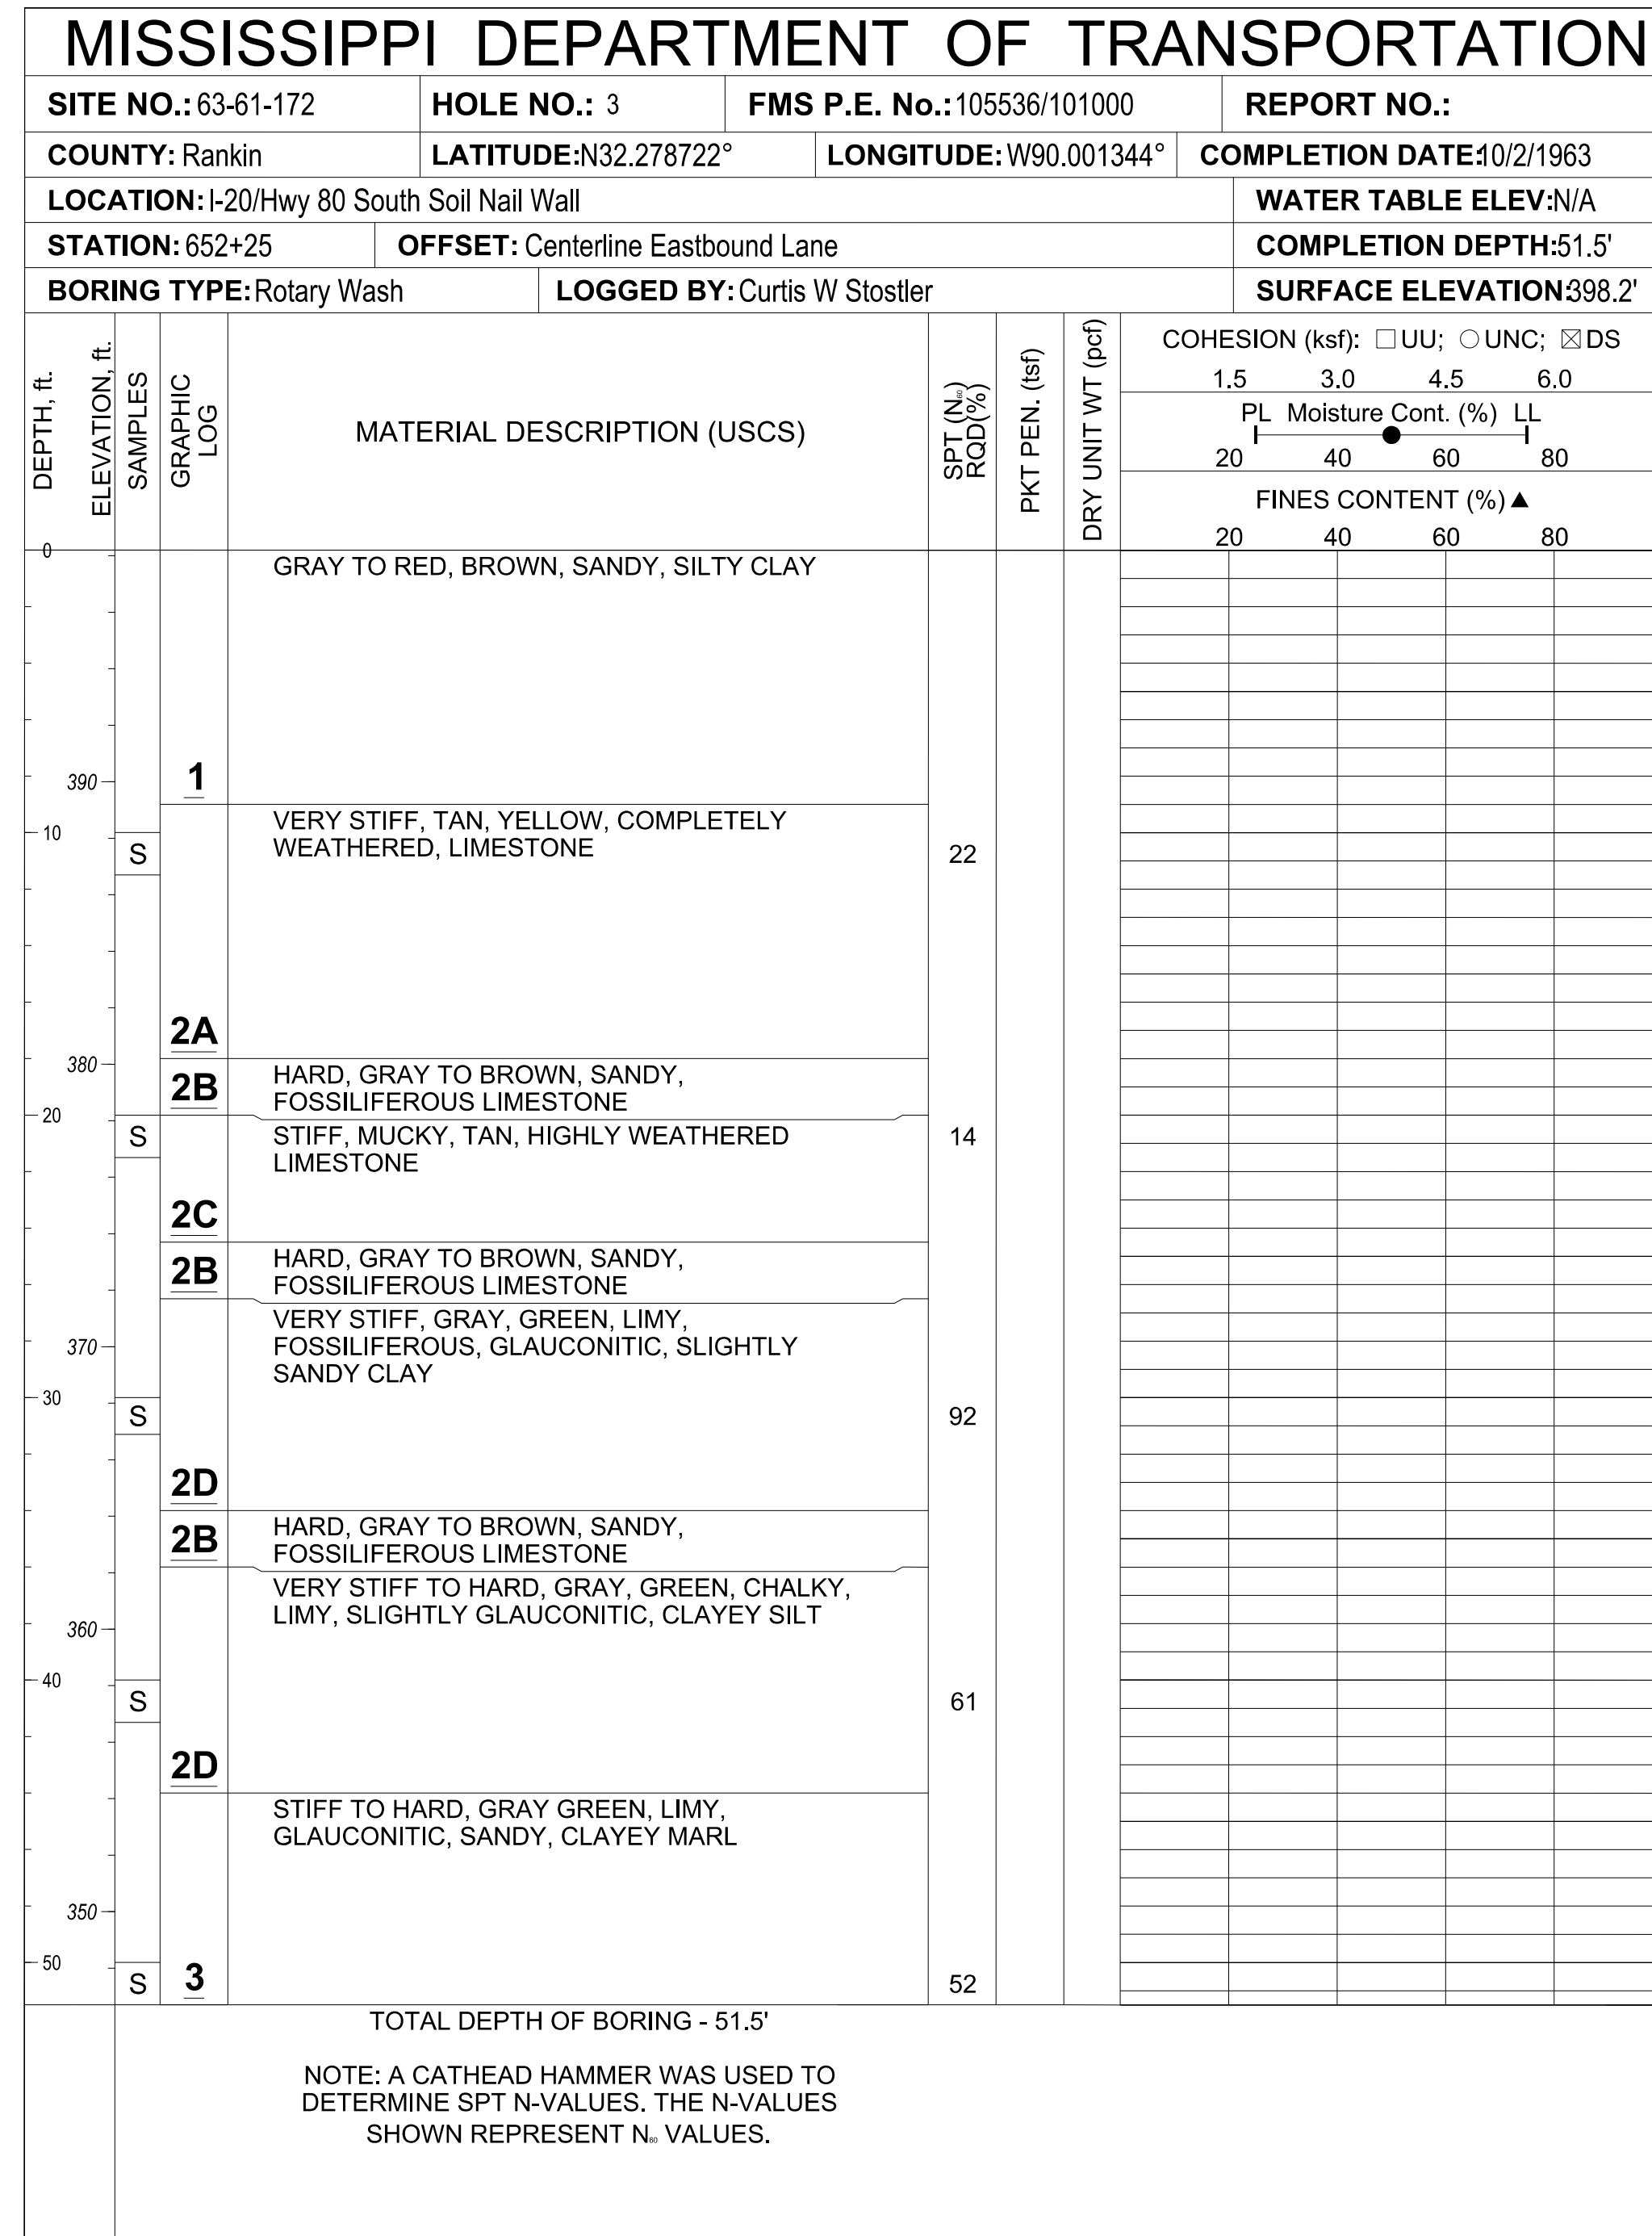 MISSISSIPPI DEPARTMENT OF TRANSPORTATION
SITE NO.: 63-61-172 HOLE NO.: 3 FMS P.E. No.: 105536/101000 REPORT NO.:
COUNTY: Rankin LATITUDE: N32.278722° LONGITUDE: W90.001344° COMPLETION DATE: 10/2/1963
LOCATION: I-20/Hwy 80 South Soil Nail Wall WATER TABLE ELEV: N/A
STATION: 652+25 OFFSET: Centerline Eastbound Lane COMPLETION DEPTH: 51.5'
BORING TYPE: Rotary Wash LOGGED BY: Curtis W Stostler SURFACE ELEVATION: 398.2'
DEPTH, ft.
ELEVATION, ft.
SAMPLES
GRAPHIC
LOG
MATERIAL DESCRIPTION (USCS)
SPT (N₆₀)
RQD(%)
PKT PEN. (tsf)
DRY UNIT WT (pcf)
COHESION (ksf): □ UU; ○ UNC; ☒ DS
1.5 3.0 4.5 6.0
PL Moisture Cont. (%) LL
20 40 60 80
FINES CONTENT (%) ▲
20 40 60 80
0
GRAY TO RED, BROWN, SANDY, SILTY CLAY
390 1
VERY STIFF, TAN, YELLOW, COMPLETELY
WEATHERED, LIMESTONE
10 S 22
2A
380
HARD, GRAY TO BROWN, SANDY,
FOSSILIFEROUS LIMESTONE
2B
20
STIFF, MUCKY, TAN, HIGHLY WEATHERED
LIMESTONE
S 14
2C
HARD, GRAY TO BROWN, SANDY,
FOSSILIFEROUS LIMESTONE
2B
VERY STIFF, GRAY, GREEN, LIMY,
FOSSILIFEROUS, GLAUCONITIC, SLIGHTLY
SANDY CLAY
370
30 S 92
2D
HARD, GRAY TO BROWN, SANDY,
FOSSILIFEROUS LIMESTONE
2B
VERY STIFF TO HARD, GRAY, GREEN, CHALKY,
LIMY, SLIGHTLY GLAUCONITIC, CLAYEY SILT
360
40 S 61
2D
STIFF TO HARD, GRAY GREEN, LIMY,
GLAUCONITIC, SANDY, CLAYEY MARL
350
50 S 3 52
TOTAL DEPTH OF BORING - 51.5'
NOTE: A CATHEAD HAMMER WAS USED TO
DETERMINE SPT N-VALUES. THE N-VALUES
SHOWN REPRESENT N₆₀ VALUES.